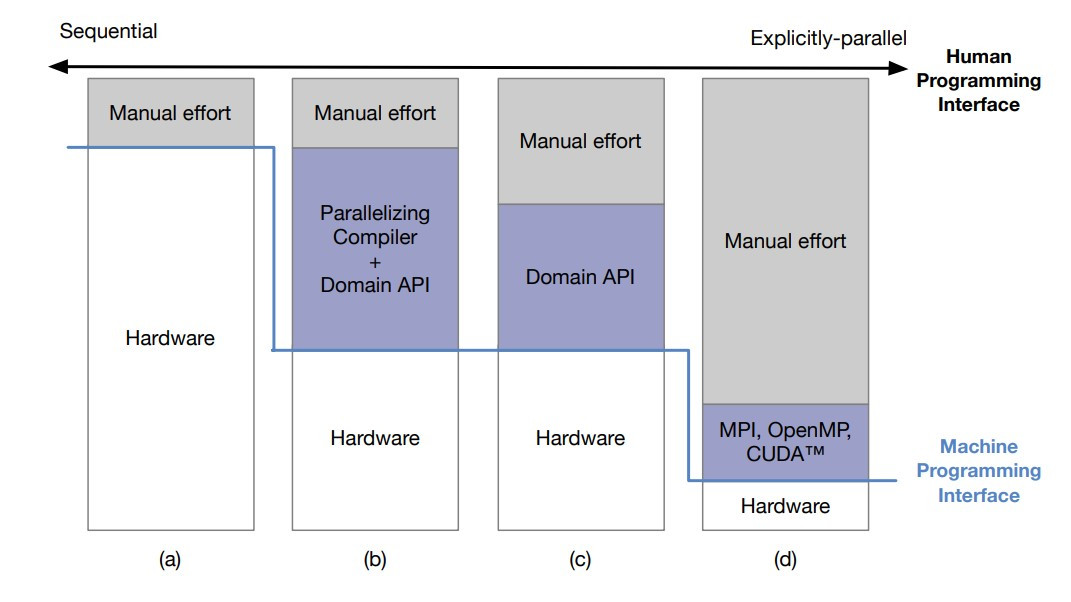 Sequential
Explicitly-parallel
Human
Programming
Interface
Manual effort
Hardware
(a)
Manual effort
Parallelizing
Compiler
+
Domain API
Hardware
(b)
Manual effort
Domain API
Hardware
(c)
Manual effort
MPI, OpenMP,
CUDA™
Hardware
(d)
Machine
Programming
Interface